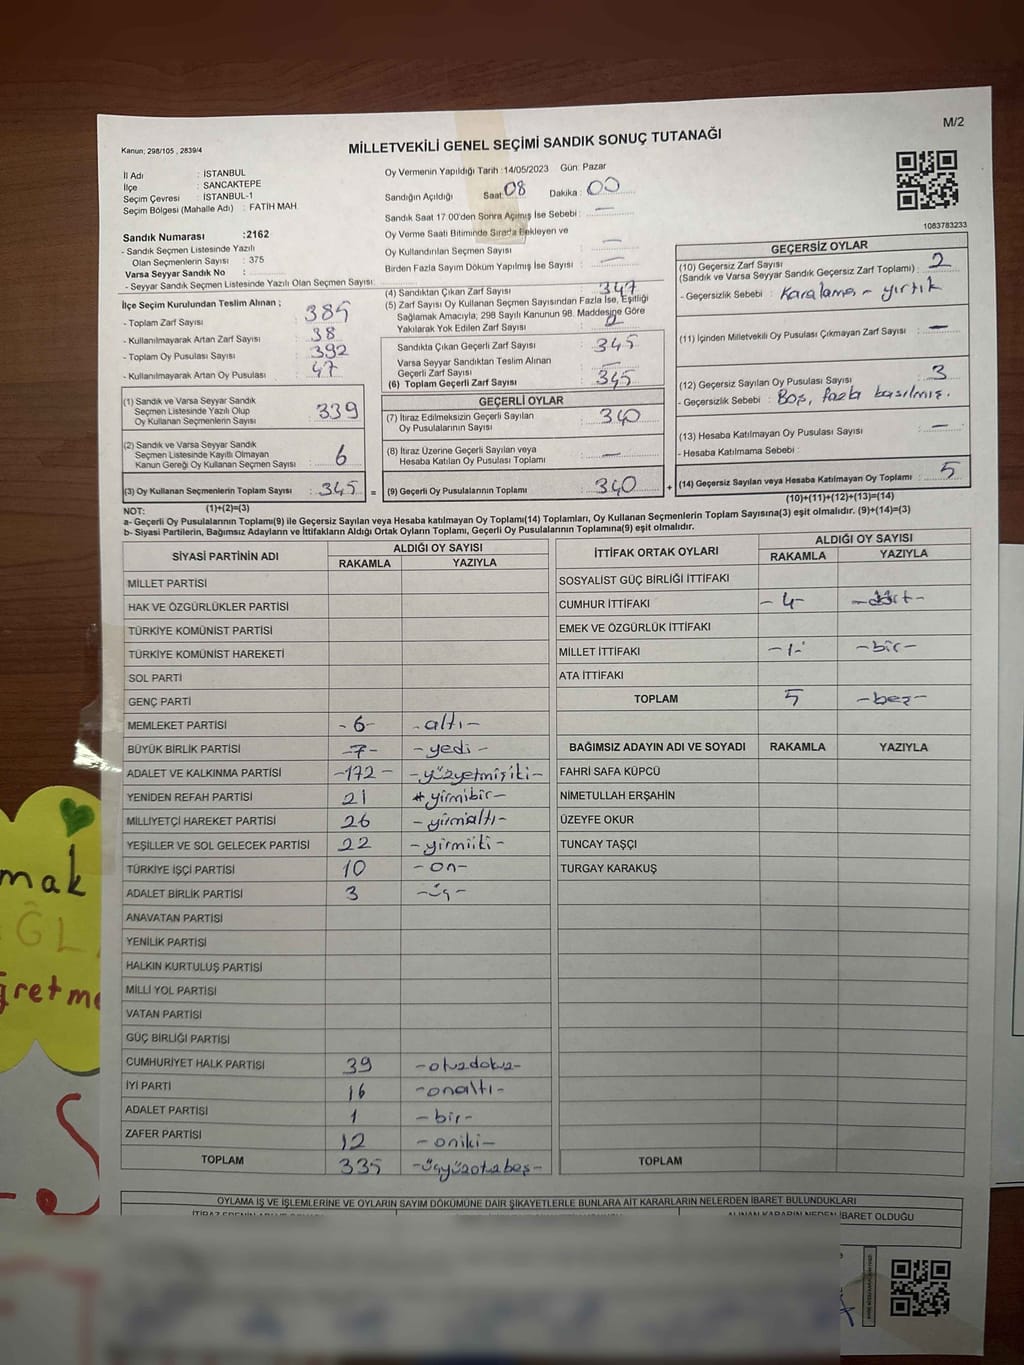 M/2
Kanun; 298/105 , 2839/4
MİLLETVEKİLİ GENEL SEÇİMİ SANDIK SONUÇ TUTANAĞI
İl Adı : İSTANBUL
İlçe : SANCAKTEPE
Seçim Çevresi : İSTANBUL-1
Seçim Bölgesi (Mahalle Adı) : FATİH MAH.
Oy Vermenin Yapıldığı Tarih :14/05/2023 Gün: Pazar
Sandığın Açıldığı Saat: 08 Dakika : 00
Sandık Saat 17:00'den Sonra Açılmış İse Sebebi : —
Oy Verme Saati Bitiminde Sırada Bekleyen ve
Oy Kullandırılan Seçmen Sayısı : —
Birden Fazla Sayım Döküm Yapılmış İse Sayısı : —
1083783233
Sandık Numarası :2162
- Sandık Seçmen Listesinde Yazılı
Olan Seçmenlerin Sayısı : 375
Varsa Seyyar Sandık No :
- Seyyar Sandık Seçmen Listesinde Yazılı Olan Seçmen Sayısı:
İlçe Seçim Kurulundan Teslim Alınan ;
- Toplam Zarf Sayısı : 385
- Kullanılmayarak Artan Zarf Sayısı : 38
- Toplam Oy Pusulası Sayısı : 392
- Kullanılmayarak Artan Oy Pusulası : 47
(1) Sandık ve Varsa Seyyar Sandık
Seçmen Listesinde Yazılı Olup
Oy Kullanan Seçmenlerin Sayısı : 339
(2) Sandık ve Varsa Seyyar Sandık
Seçmen Listesinde Kayıtlı Olmayan
Kanun Gereği Oy Kullanan Seçmen Sayısı : 6
(3) Oy Kullanan Seçmenlerin Toplam Sayısı : 345
(1)+(2)=(3)
(4) Sandıktan Çıkan Zarf Sayısı : 347
(5) Zarf Sayısı Oy Kullanan Seçmen Sayısından Fazla İse, Eşitliği
Sağlamak Amacıyla; 298 Sayılı Kanunun 98. Maddesine Göre
Yakılarak Yok Edilen Zarf Sayısı : 2
Sandıkta Çıkan Geçerli Zarf Sayısı : 345
Varsa Seyyar Sandıktan Teslim Alınan
Geçerli Zarf Sayısı : —
(6) Toplam Geçerli Zarf Sayısı : 345
GEÇERLİ OYLAR
(7) İtiraz Edilmeksizin Geçerli Sayılan
Oy Pusulalarının Sayısı : 340
(8) İtiraz Üzerine Geçerli Sayılan veya
Hesaba Katılan Oy Pusulası Toplamı : —
= (9) Geçerli Oy Pusulalarının Toplamı : 340 +
GEÇERSİZ OYLAR
(10) Geçersiz Zarf Sayısı
(Sandık ve Varsa Seyyar Sandık Geçersiz Zarf Toplamı) : 2
- Geçersizlik Sebebi : Karalama - yırtık
(11) İçinden Milletvekili Oy Pusulası Çıkmayan Zarf Sayısı : —
(12) Geçersiz Sayılan Oy Pusulası Sayısı : 3
- Geçersizlik Sebebi : Boş, fazla basılmış.
(13) Hesaba Katılmayan Oy Pusulası Sayısı : —
- Hesaba Katılmama Sebebi :
(14) Geçersiz Sayılan veya Hesaba Katılmayan Oy Toplamı : 5
(10)+(11)+(12)+(13)=(14)
NOT:
a- Geçerli Oy Pusulalarının Toplamı(9) ile Geçersiz Sayılan veya Hesaba katılmayan Oy Toplamı(14) Toplamları, Oy Kullanan Seçmenlerin Toplam Sayısına(3) eşit olmalıdır. (9)+(14)=(3)
b- Siyasi Partilerin, Bağımsız Adayların ve İttifakların Aldığı Ortak Oyların Toplamı, Geçerli Oy Pusulalarının Toplamına(9) eşit olmalıdır.
SİYASİ PARTİNİN ADI ALDIĞI OY SAYISI
RAKAMLA YAZIYLA
MİLLET PARTİSİ
HAK VE ÖZGÜRLÜKLER PARTİSİ
TÜRKİYE KOMÜNİST PARTİSİ
TÜRKİYE KOMÜNİST HAREKETİ
SOL PARTİ
GENÇ PARTİ
MEMLEKET PARTİSİ -6- -altı-
BÜYÜK BİRLİK PARTİSİ -7- -yedi-
ADALET VE KALKINMA PARTİSİ -172- -yüzyetmişiki-
YENİDEN REFAH PARTİSİ 21 yirmibir-
MİLLİYETÇİ HAREKET PARTİSİ 26 -yirmialtı-
YEŞİLLER VE SOL GELECEK PARTİSİ 22 -yirmiiki-
TÜRKİYE İŞÇİ PARTİSİ 10 -on-
ADALET BİRLİK PARTİSİ 3 -üç-
ANAVATAN PARTİSİ
YENİLİK PARTİSİ
HALKIN KURTULUŞ PARTİSİ
MİLLİ YOL PARTİSİ
VATAN PARTİSİ
GÜÇ BİRLİĞİ PARTİSİ
CUMHURİYET HALK PARTİSİ 39 -otuzdokuz-
İYİ PARTİ 16 -onaltı-
ADALET PARTİSİ 1 -bir-
ZAFER PARTİSİ 12 -oniki-
TOPLAM 335 -üçyüzotuzbeş-
İTTİFAK ORTAK OYLARI ALDIĞI OY SAYISI
RAKAMLA YAZIYLA
SOSYALİST GÜÇ BİRLİĞİ İTTİFAKI
CUMHUR İTTİFAKI -4- -dört-
EMEK VE ÖZGÜRLÜK İTTİFAKI
MİLLET İTTİFAKI -1- -bir-
ATA İTTİFAKI
TOPLAM 5 -beş-
BAĞIMSIZ ADAYIN ADI VE SOYADI RAKAMLA YAZIYLA
FAHRİ SAFA KÜPCÜ
NİMETULLAH ERŞAHİN
ÜZEYFE OKUR
TUNCAY TAŞÇI
TURGAY KARAKUŞ
TOPLAM
OYLAMA İŞ VE İŞLEMLERİNE VE OYLARIN SAYIM DÖKÜMÜNE DAİR ŞİKAYETLERLE BUNLARA AİT KARARLARIN NELERDEN İBARET BULUNDUKLARI
ALINAN KARARIN NEDEN İBARET OLDUĞU
mak
ĞL
ğretme